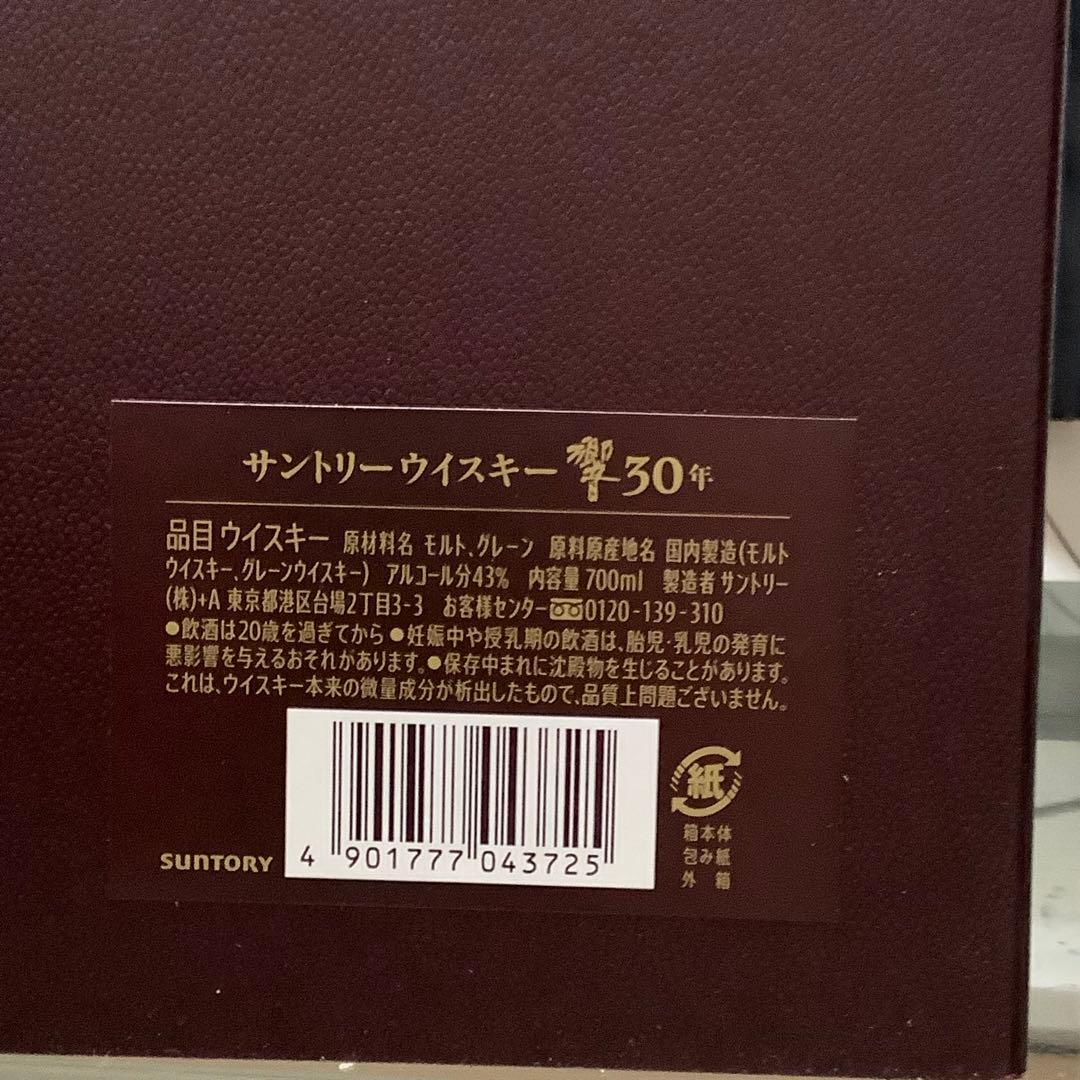 サントリーウイスキー 響 30年
品目 ウイスキー 原材料名 モルト、グレーン 原料原産地名 国内製造(モルト
ウイスキー、グレーンウイスキー) アルコール分43% 内容量 700ml 製造者 サントリー
(株)+A 東京都港区台場2丁目3-3 お客様センター 0120-139-310
●飲酒は20歳を過ぎてから ●妊娠中や授乳期の飲酒は、胎児・乳児の発育に
悪影響を与えるおそれがあります。●保存中まれに沈殿物を生じることがあります。
これは、ウイスキー本来の微量成分が析出したもので、品質上問題ございません。
紙
箱本体
包み紙
外 箱
SUNTORY
4 901777 043725